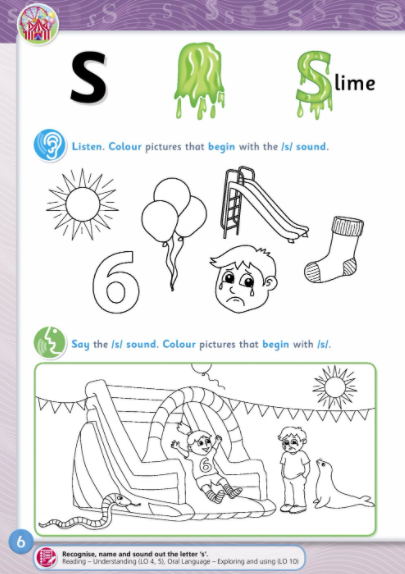 s Slime
Listen. Colour pictures that begin with the /s/ sound.
6
Say the /s/ sound. Colour pictures that begin with /s/.
6
6
Recognise, name and sound out the letter 's'.
Reading – Understanding (LO 4, 5), Oral Language – Exploring and using (LO 10)